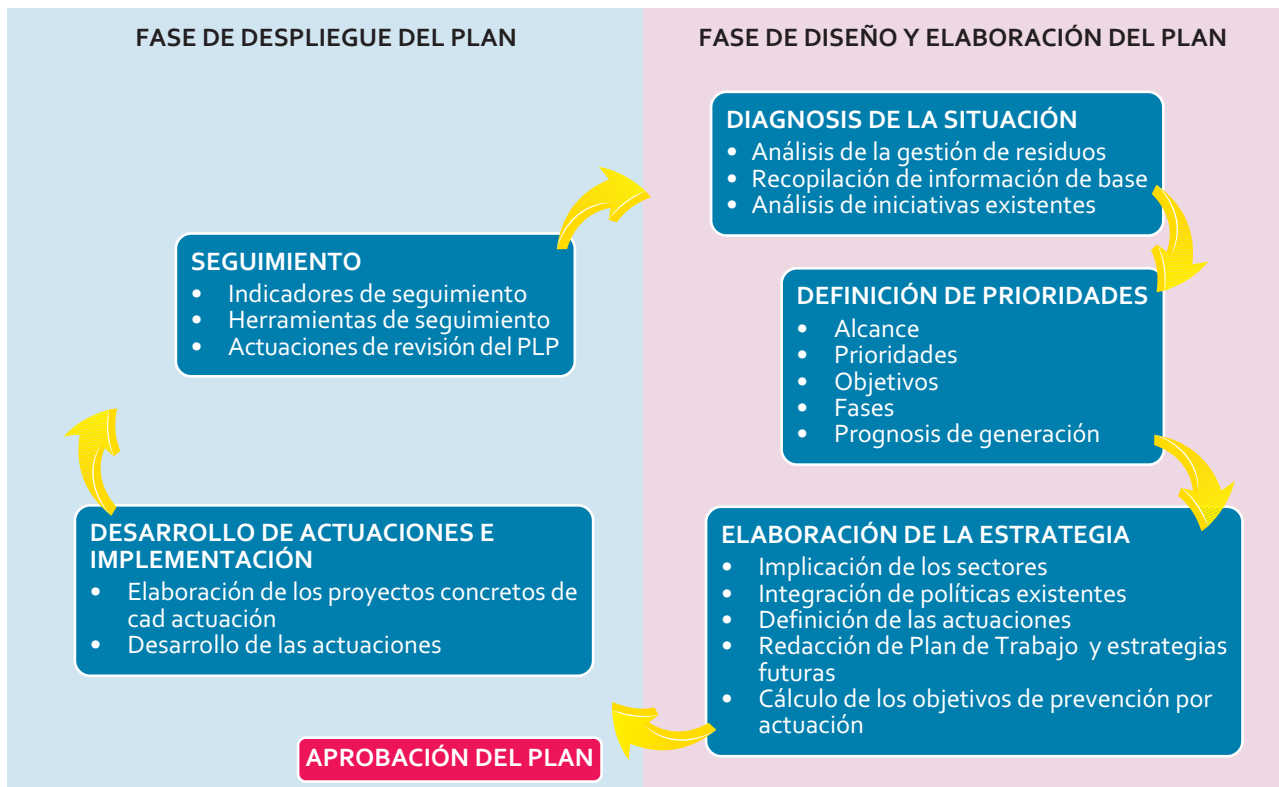 FASE DE DESPLIEGUE DEL PLAN
FASE DE DISEÑO Y ELABORACIÓN DEL PLAN
DIAGNOSIS DE LA SITUACIÓN
• Análisis de la gestión de residuos
• Recopilación de información de base
• Análisis de iniciativas existentes
DEFINICIÓN DE PRIORIDADES
• Alcance
• Prioridades
• Objetivos
• Fases
• Prognosis de generación
ELABORACIÓN DE LA ESTRATEGIA
• Implicación de los sectores
• Integración de políticas existentes
• Definición de las actuaciones
• Redacción de Plan de Trabajo y estrategias
futuras
• Cálculo de los objetivos de prevención por
actuación
APROBACIÓN DEL PLAN
DESARROLLO DE ACTUACIONES E
IMPLEMENTACIÓN
• Elaboración de los proyectos concretos de
cad actuación
• Desarrollo de las actuaciones
SEGUIMIENTO
• Indicadores de seguimiento
• Herramientas de seguimiento
• Actuaciones de revisión del PLP